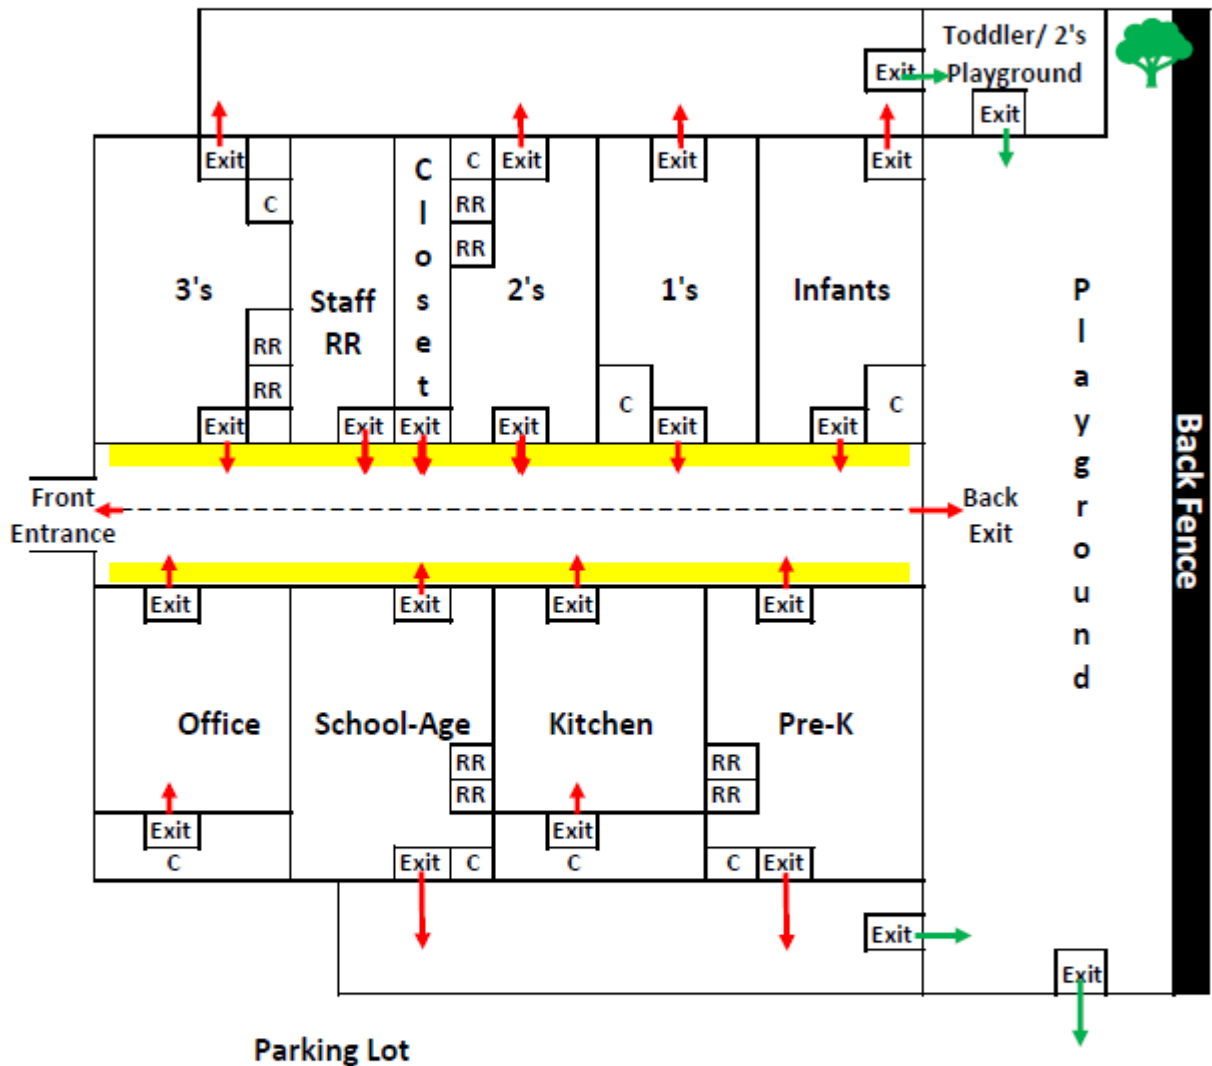 Toddler/ 2's
Exit Playground
Exit
Exit C Exit Exit Exit
C RR
RR
3's Staff RR Closet 2's 1's Infants
RR
RR C C
Exit Exit Exit Exit Exit Exit
Playground
Back Fence
Front
Entrance
Back
Exit
Exit Exit Exit Exit
Office School-Age Kitchen Pre-K
RR RR
RR RR
Exit Exit
C Exit C C C Exit
Exit
Exit
Parking Lot